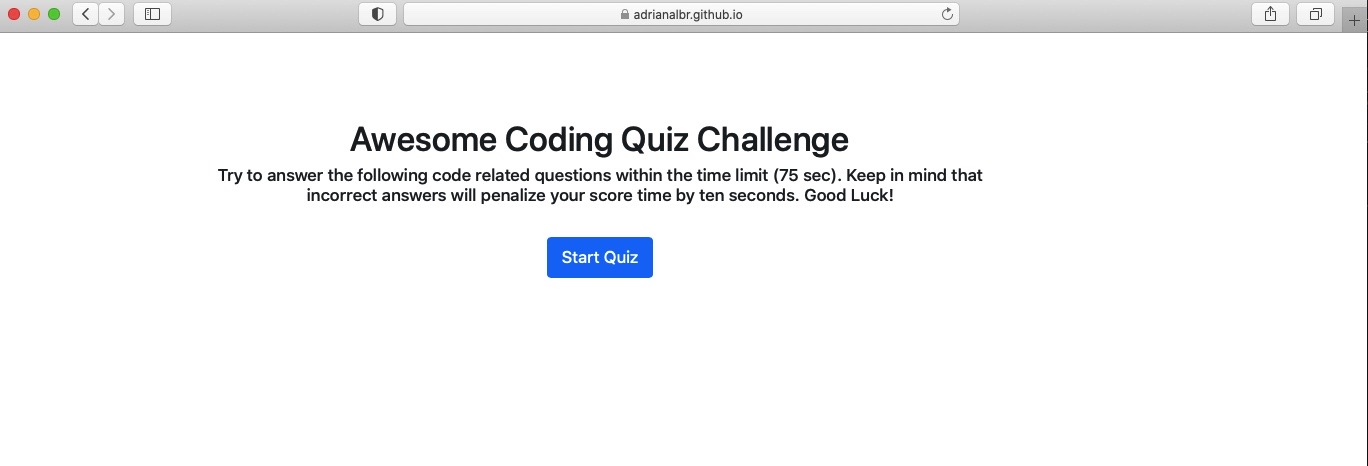 adrianalbr.github.io
Awesome Coding Quiz Challenge
Try to answer the following code related questions within the time limit (75 sec). Keep in mind that
incorrect answers will penalize your score time by ten seconds. Good Luck!
Start Quiz